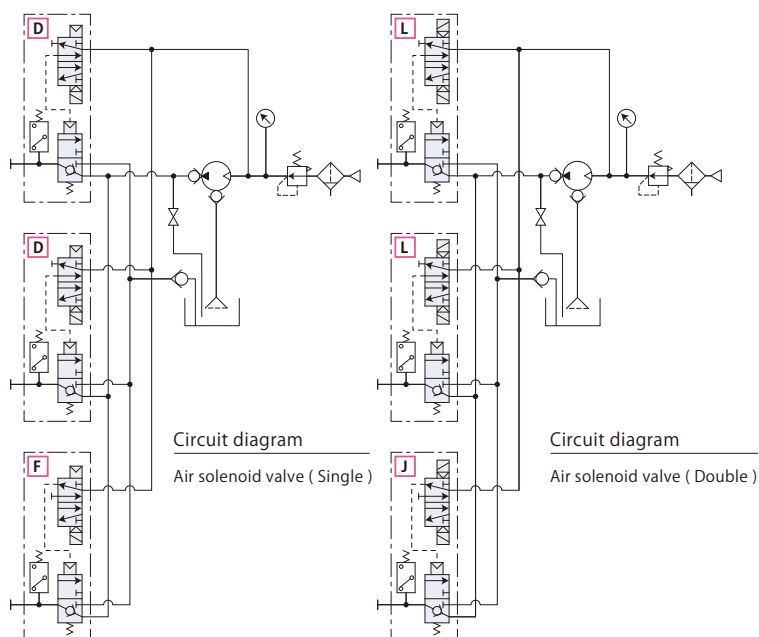 D
D
F
Circuit diagram
Air solenoid valve ( Single )
L
L
J
Circuit diagram
Air solenoid valve ( Double )